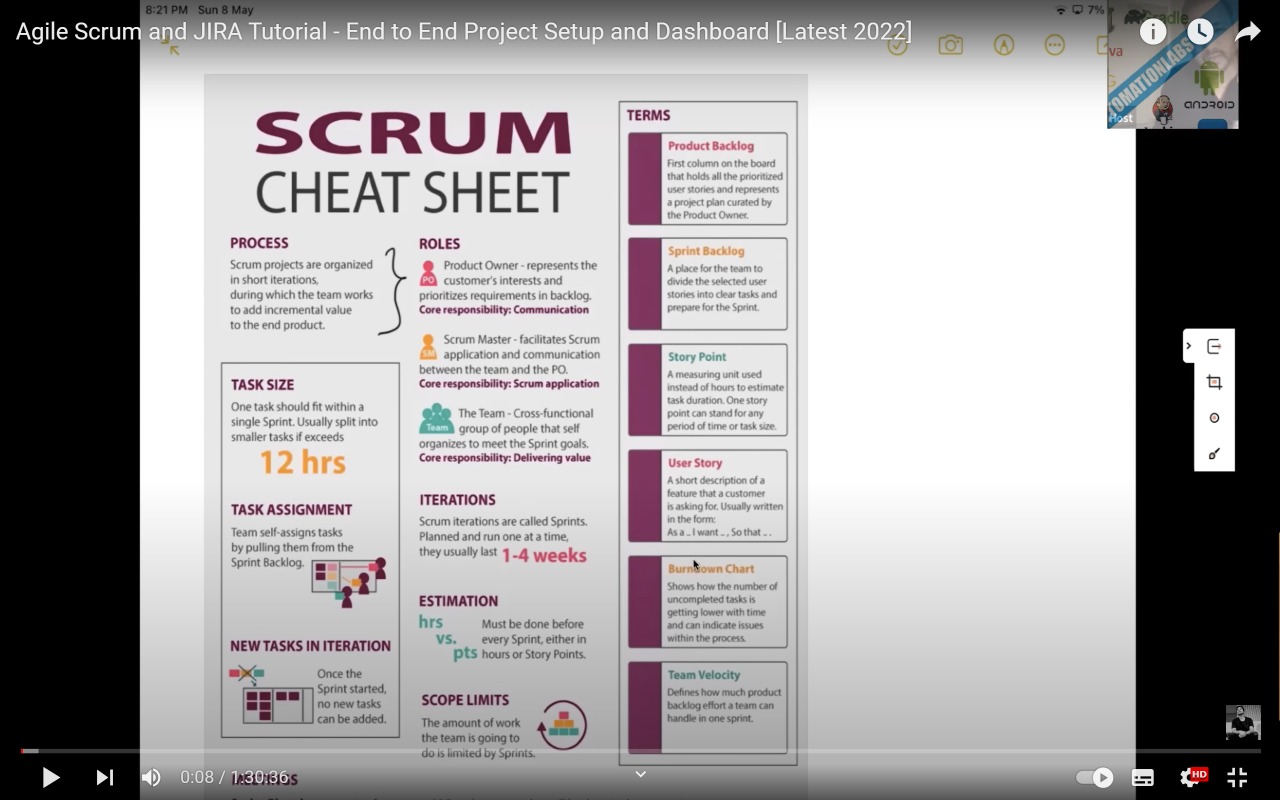 8:21 PM Sun 8 May
7%
Agile Scrum and JIRA Tutorial - End to End Project Setup and Dashboard [Latest 2022]
va
G
OMATIONLABS
ANDROID
Host
SCRUM
CHEAT SHEET
PROCESS
Scrum projects are organized
in short iterations,
during which the team works
to add incremental value
to the end product.
TASK SIZE
One task should fit within a
single Sprint. Usually split into
smaller tasks if exceeds
12 hrs
TASK ASSIGNMENT
Team self-assigns tasks
by pulling them from the
Sprint Backlog.
NEW TASKS IN ITERATION
Once the
Sprint started,
no new tasks
can be added.
ROLES
PO
Product Owner - represents the
customer's interests and
prioritizes requirements in backlog.
Core responsibility: Communication
SM
Scrum Master - facilitates Scrum
application and communication
between the team and the PO.
Core responsibility: Scrum application
Team
The Team - Cross-functional
group of people that self
organizes to meet the Sprint goals.
Core responsibility: Delivering value
ITERATIONS
Scrum iterations are called Sprints.
Planned and run one at a time,
they usually last 1-4 weeks
ESTIMATION
hrs
vs.
pts
Must be done before
every Sprint, either in
hours or Story Points.
SCOPE LIMITS
The amount of work
the team is going to
do is limited by Sprints.
TERMS
Product Backlog
First column on the board
that holds all the prioritized
user stories and represents
a project plan curated by
the Product Owner.
Sprint Backlog
A place for the team to
divide the selected user
stories into clear tasks and
prepare for the Sprint.
Story Point
A measuring unit used
instead of hours to estimate
task duration. One story
point can stand for any
period of time or task size.
User Story
A short description of a
feature that a customer
is asking for. Usually written
in the form:
As a .. I want .. , So that .. .
Burndown Chart
Shows how the number of
uncompleted tasks is
getting lower with time
and can indicate issues
within the process.
Team Velocity
Defines how much product
backlog effort a team can
handle in one sprint.
MEETINGS
0:08 / 1:30:36
HD